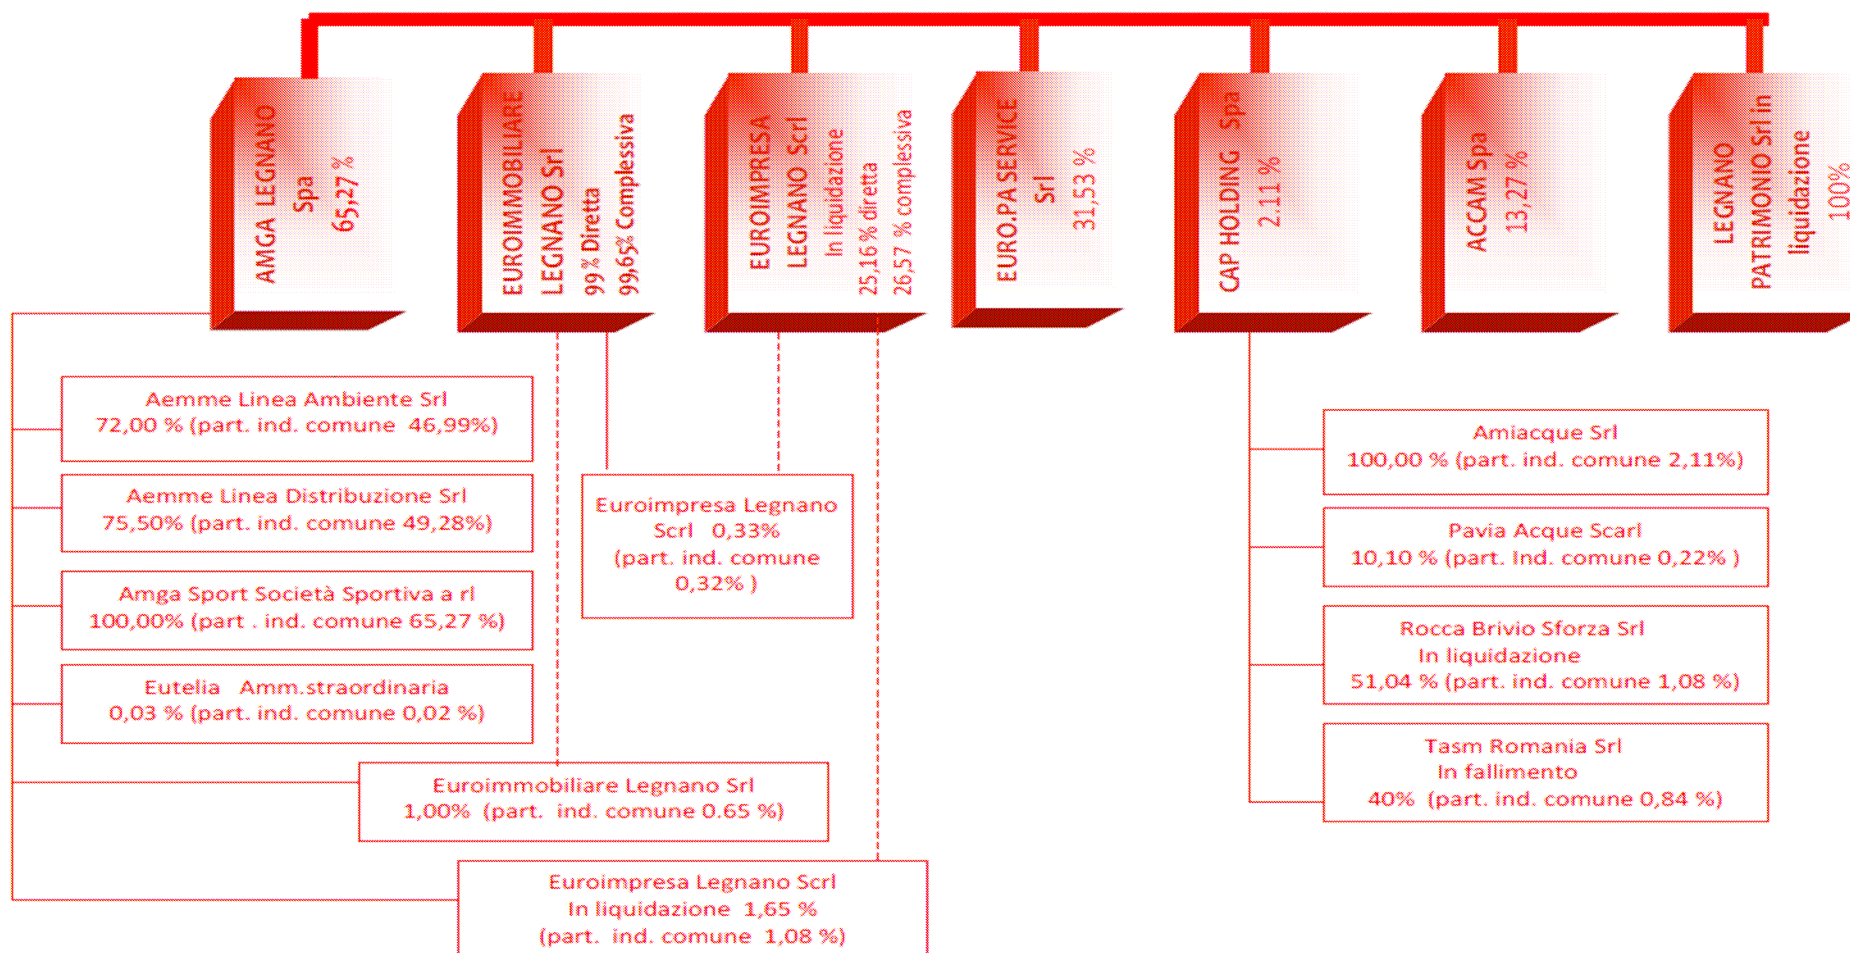 AMGA LEGNANO
Spa
65,27 %
EUROIMMOBILIARE
LEGNANO Srl
99 % Diretta
99,65% Complessiva
EUROIMPRESA
LEGNANO Scrl
In liquidazione
25,16 % diretta
26,57 % complessiva
EURO.PA SERVICE
Srl
31,53 %
CAP HOLDING Spa
2.11 %
ACCAM Spa
13,27 %
LEGNANO
PATRIMONIO Srl in
liquidazione
100%
Aemme Linea Ambiente Srl
72,00 % (part. ind. comune 46,99%)
Aemme Linea Distribuzione Srl
75,50% (part. ind. comune 49,28%)
Amga Sport Società Sportiva a rl
100,00% (part . ind. comune 65,27 %)
Eutelia Amm.straordinaria
0,03 % (part. ind. comune 0,02 %)
Euroimmobiliare Legnano Srl
1,00% (part. ind. comune 0.65 %)
Euroimpresa Legnano Scrl
In liquidazione 1,65 %
(part. ind. comune 1,08 %)
Euroimpresa Legnano
Scrl 0,33%
(part. ind. comune
0,32% )
Amiacque Srl
100,00 % (part. ind. comune 2,11%)
Pavia Acque Scarl
10,10 % (part. Ind. comune 0,22% )
Rocca Brivio Sforza Srl
In liquidazione
51,04 % (part. ind. comune 1,08 %)
Tasm Romania Srl
In fallimento
40% (part. ind. comune 0,84 %)